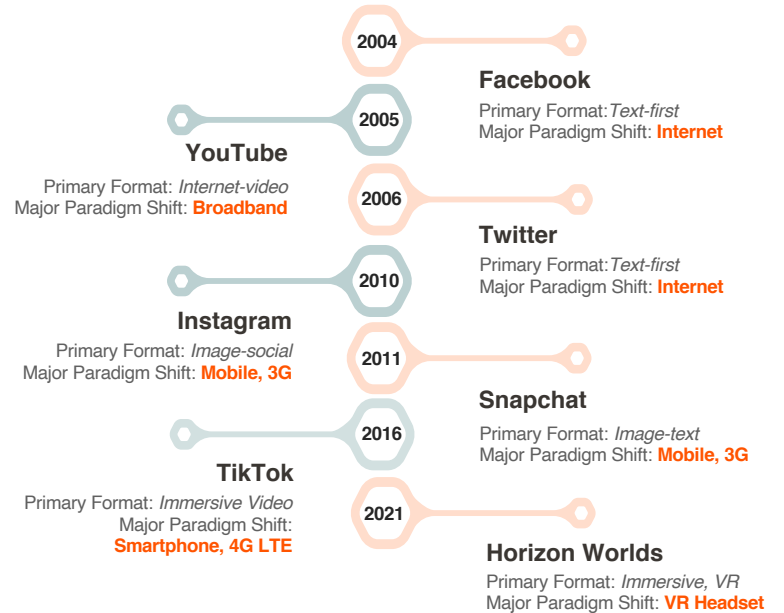 2004
Facebook
Primary Format:Text-first
Major Paradigm Shift: Internet
2005
YouTube
Primary Format: Internet-video
Major Paradigm Shift: Broadband
2006
Twitter
Primary Format:Text-first
Major Paradigm Shift: Internet
2010
Instagram
Primary Format: Image-social
Major Paradigm Shift: Mobile, 3G
2011
Snapchat
Primary Format: Image-text
Major Paradigm Shift: Mobile, 3G
2016
TikTok
Primary Format: Immersive Video
Major Paradigm Shift:
Smartphone, 4G LTE
2021
Horizon Worlds
Primary Format: Immersive, VR
Major Paradigm Shift: VR Headset